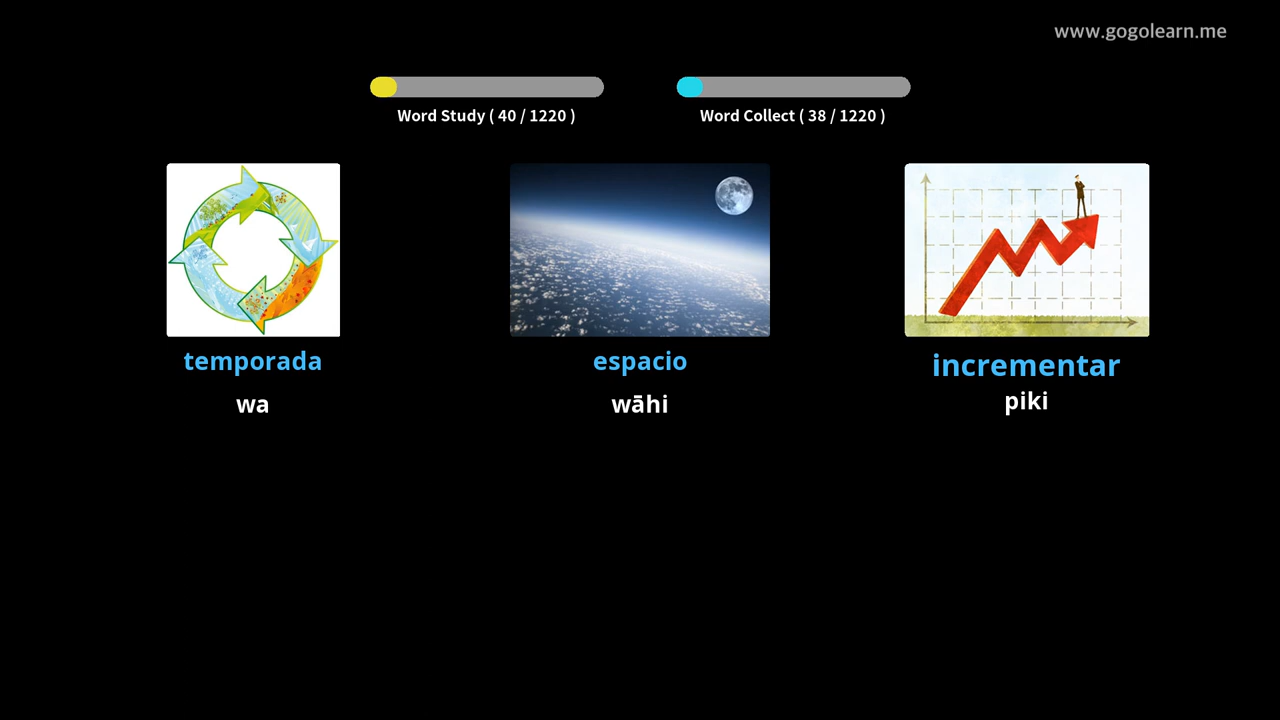 www.gogolearn.me
Word Study ( 40 / 1220 )
Word Collect ( 38 / 1220 )
temporada
wa
espacio
wāhi
incrementar
piki